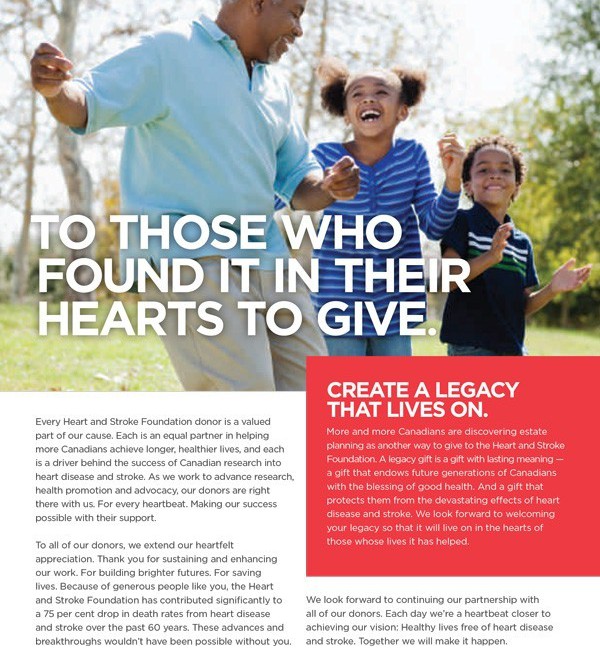 TO THOSE WHO
FOUND IT IN THEIR
HEARTS TO GIVE.
Every Heart and Stroke Foundation donor is a valued
part of our cause. Each is an equal partner in helping
more Canadians achieve longer, healthier lives, and each
is a driver behind the success of Canadian research into
heart disease and stroke. As we work to advance research,
health promotion and advocacy, our donors are right
there with us. For every heartbeat. Making our success
possible with their support.
To all of our donors, we extend our heartfelt
appreciation. Thank you for sustaining and enhancing
our work. For building brighter futures. For saving
lives. Because of generous people like you, the Heart
and Stroke Foundation has contributed significantly to
a 75 per cent drop in death rates from heart disease
and stroke over the past 60 years. These advances and
breakthroughs wouldn't have been possible without you.
CREATE A LEGACY
THAT LIVES ON.
More and more Canadians are discovering estate
planning as another way to give to the Heart and Stroke
Foundation. A legacy gift is a gift with lasting meaning —
a gift that endows future generations of Canadians
with the blessing of good health. And a gift that
protects them from the devastating effects of heart
disease and stroke. We look forward to welcoming
your legacy so that it will live on in the hearts of
those whose lives it has helped.
We look forward to continuing our partnership with
all of our donors. Each day we're a heartbeat closer to
achieving our vision: Healthy lives free of heart disease
and stroke. Together we will make it happen.